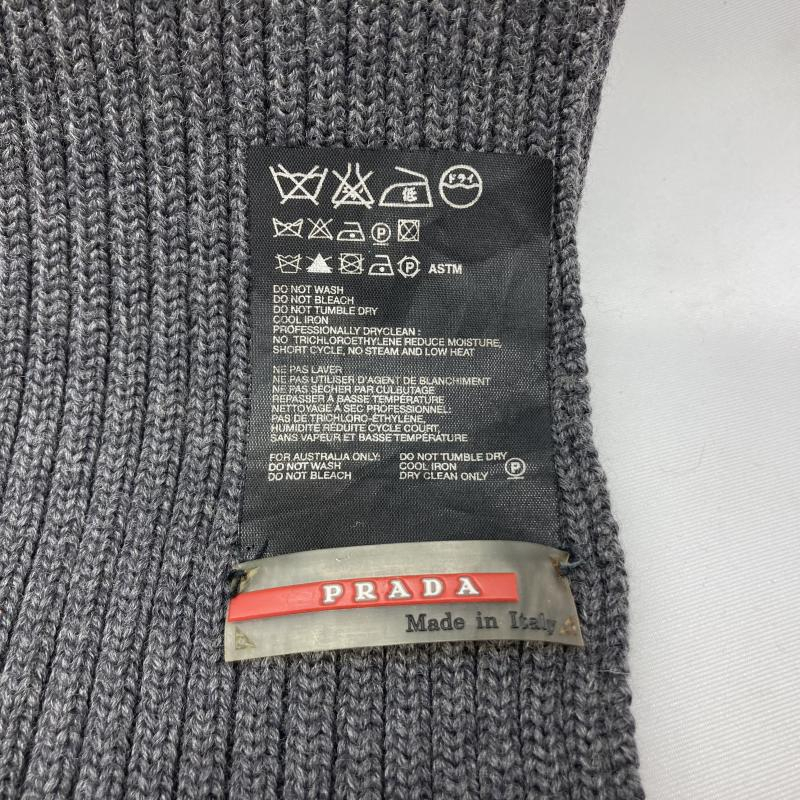 低 ドライ
P
P ASTM
DO NOT WASH
DO NOT BLEACH
DO NOT TUMBLE DRY
COOL IRON
PROFESSIONALLY DRYCLEAN :
NO TRICHLOROETHYLENE REDUCE MOISTURE,
SHORT CYCLE, NO STEAM AND LOW HEAT
NE PAS LAVER
NE PAS UTILISER D'AGENT DE BLANCHIMENT
NE PAS SÉCHER PAR CULBUTAGE
REPASSER À BASSE TEMPÉRATURE
NETTOYAGE À SEC PROFESSIONNEL:
PAS DE TRICHLORO-ÉTHYLÈNE,
HUMIDITÉ RÉDUITE CYCLE COURT,
SANS VAPEUR ET BASSE TEMPÉRATURE
FOR AUSTRALIA ONLY:
DO NOT WASH
DO NOT BLEACH
DO NOT TUMBLE DRY
COOL IRON
DRY CLEAN ONLY P
PRADA
Made in Italy